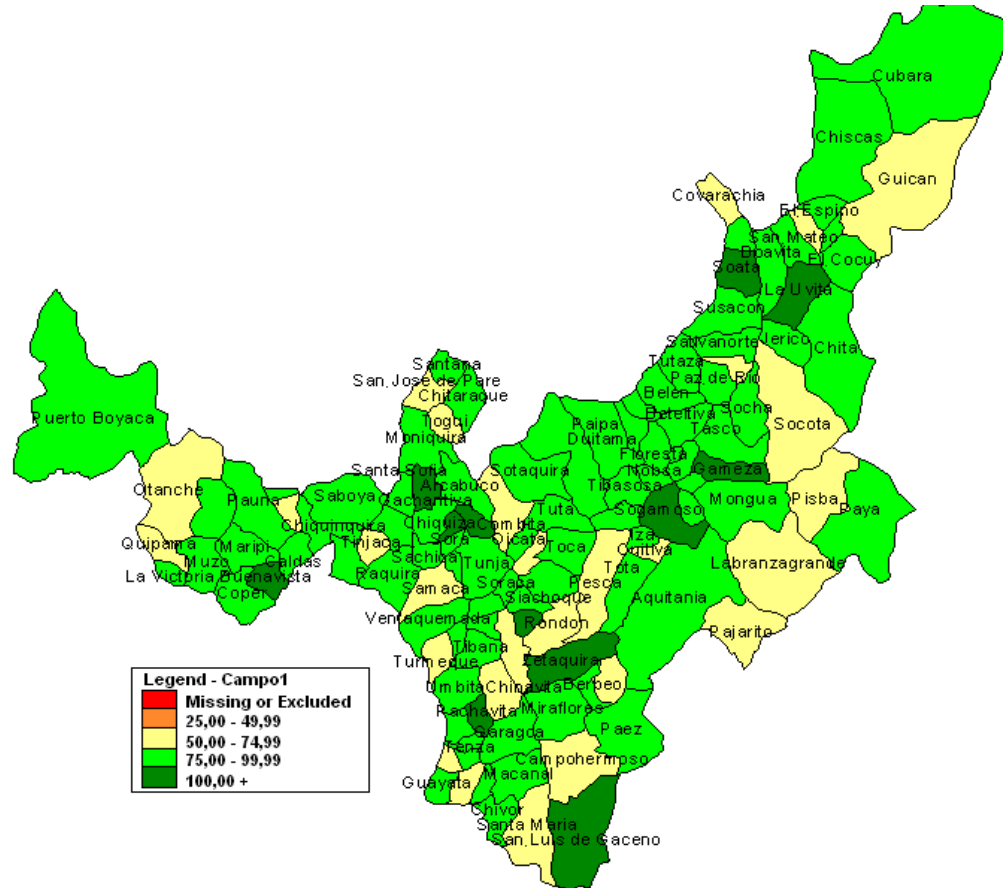 Cubara
Chiscas
Guican
Covarachia
El Espino
San Mateo
Boavita
El Cocuy
Soata
La Uvita
Susacon
Sativanorte
Jerico
Chita
Santana
Tutaza
San Jose de Pare
Paz de Rio
Chitaraque
Belen
Puerto Boyaca
Togui
Beteitiva
Socha
Socota
Moniquira
Paipa
Tasco
Duitama
Floresta
Santa Sofia
Sotaquira
Nobsa
Gameza
Otanche
Alcabuco
Tibasosa
Pauna
Saboya
Gachantiva
Mongua
Pisba
Paya
Tuta
Sogamoso
Chiquinquira
Chiquiza
Combita
Quipama
Tinjaca
Sora
Oicata
Iza
Maripi
Sachica
Toca
Cuitiva
Muzo
Caldas
Tunja
Tota
Labranzagrande
La Victoria
Buenavista
Raquira
Soraca
Pesca
Coper
Samaca
Siachoque
Aquitania
Ventaquemada
Rondon
Pajarito
Tibana
Turmeque
Zetaquira
Umbita
Chinavita
Berbeo
Pachavita
Miraflores
Garagoa
Paez
Tenza
Campohermoso
Guayata
Macanal
Chivor
Santa Maria
San Luis de Gaceno
Legend - Campo1
Missing or Excluded
25,00 - 49,99
50,00 - 74,99
75,00 - 99,99
100,00 +